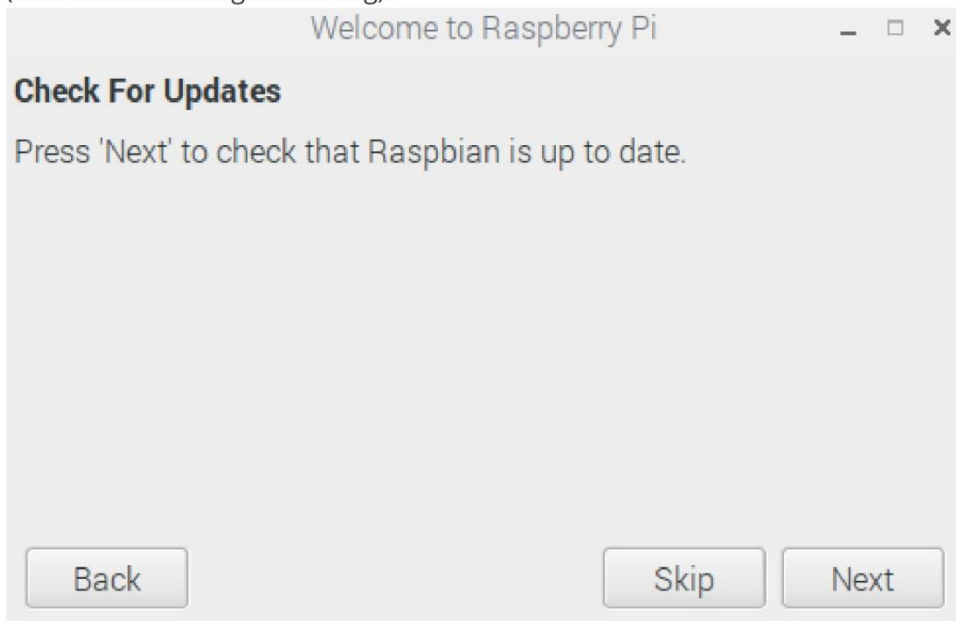 Welcome to Raspberry Pi
Check For Updates
Press 'Next' to check that Raspbian is up to date.
Back Skip Next